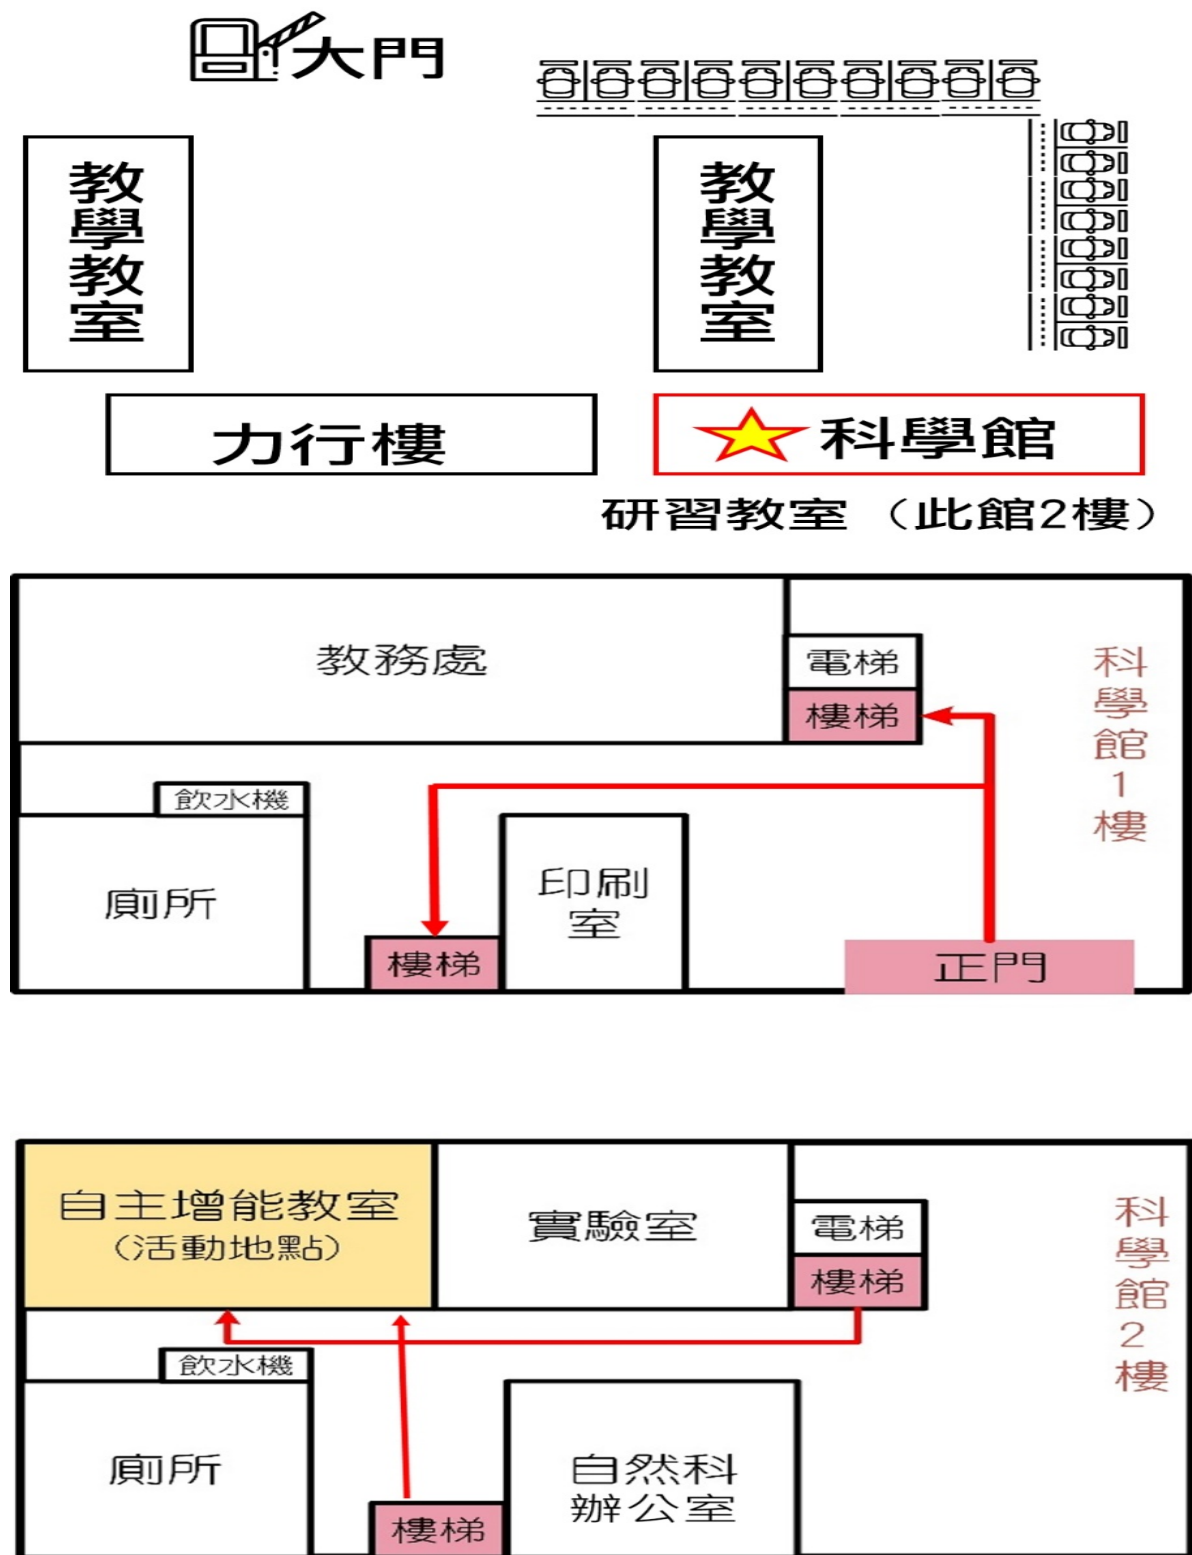 大門
教學教室
教學教室
力行樓
科學館
研習教室（此館2樓）
教務處
電梯
樓梯
科學館1樓
飲水機
廁所
印刷
室
樓梯
正門
自主增能教室
（活動地點）
實驗室
電梯
樓梯
科學館2樓
飲水機
廁所
自然科
辦公室
樓梯